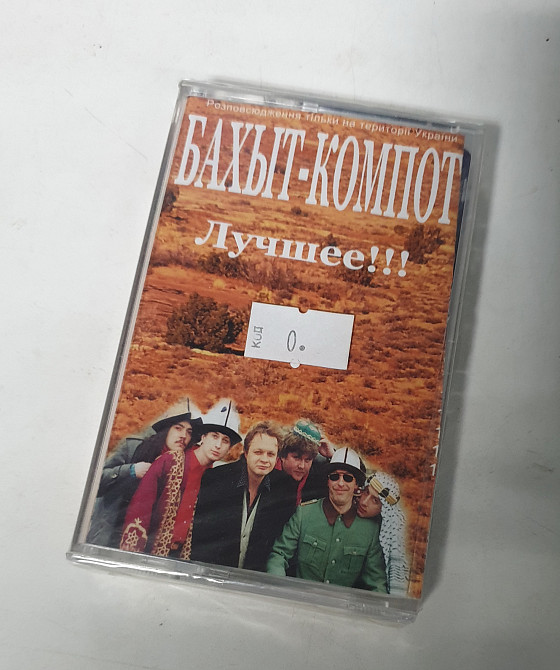 Розповсюдження тільки на території України
БАХЫТ-КОМПОТ
Лучшее!!!
КОД
0.